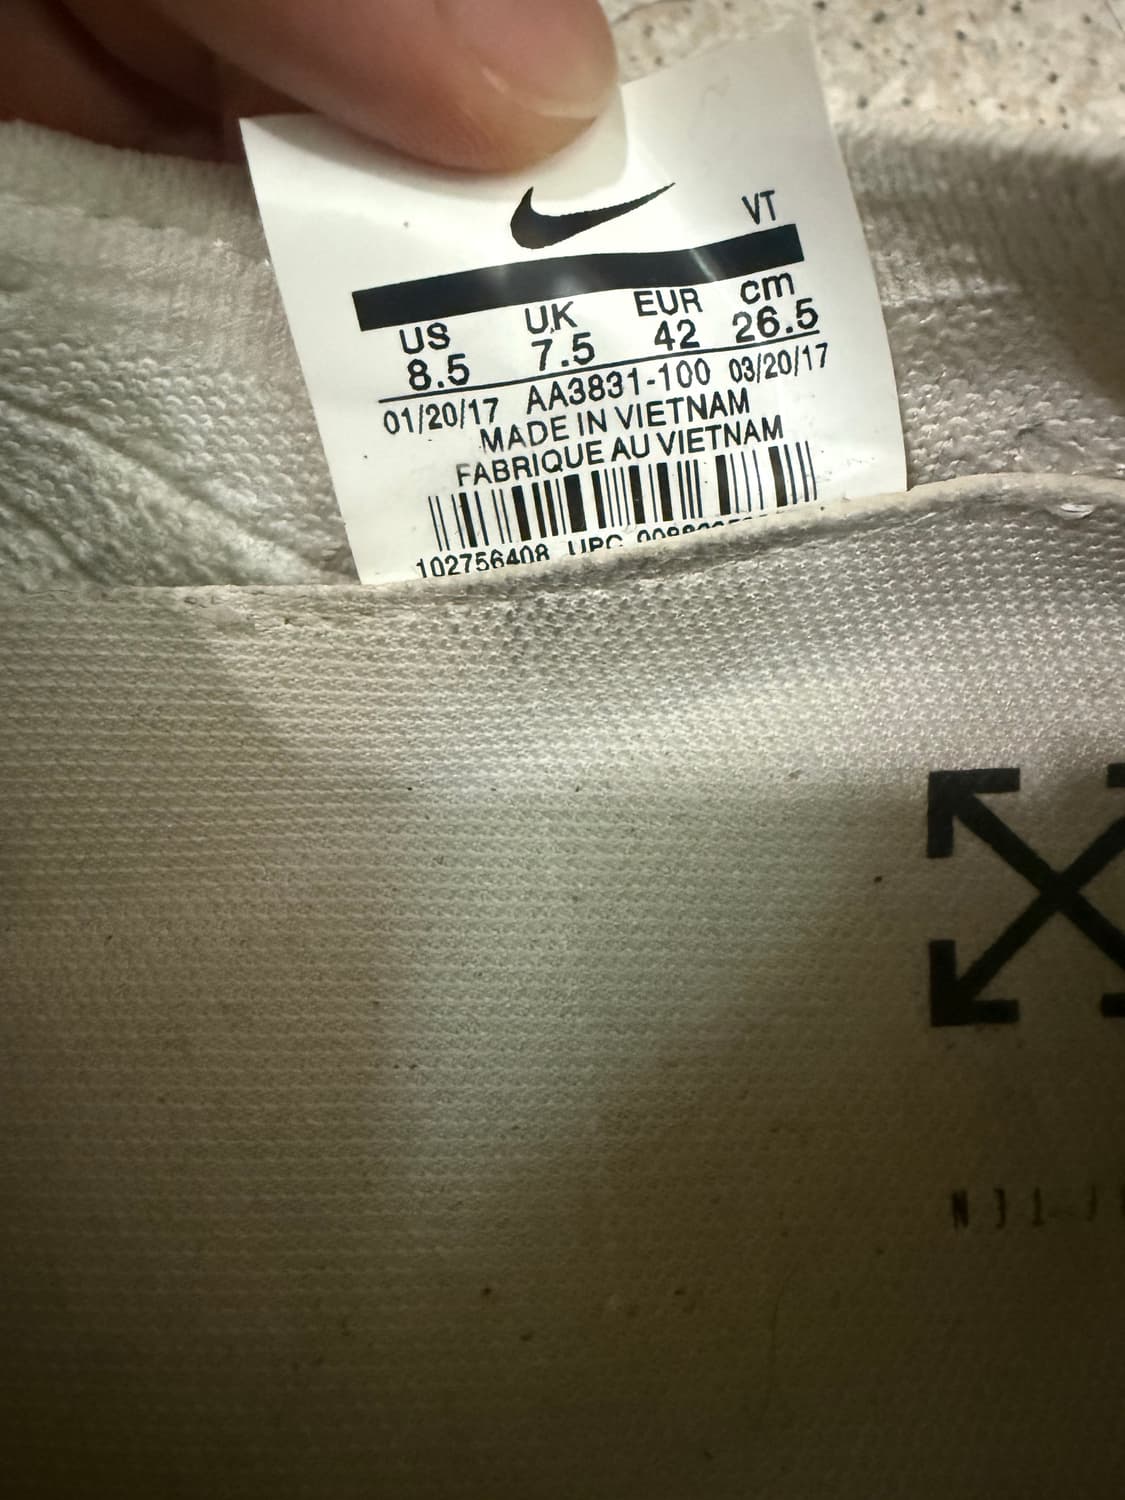 VT
US UK EUR cm
8.5 7.5 42 26.5
01/20/17 AA3831-100 03/20/17
MADE IN VIETNAM
FABRIQUE AU VIETNAM
102756408 UPC